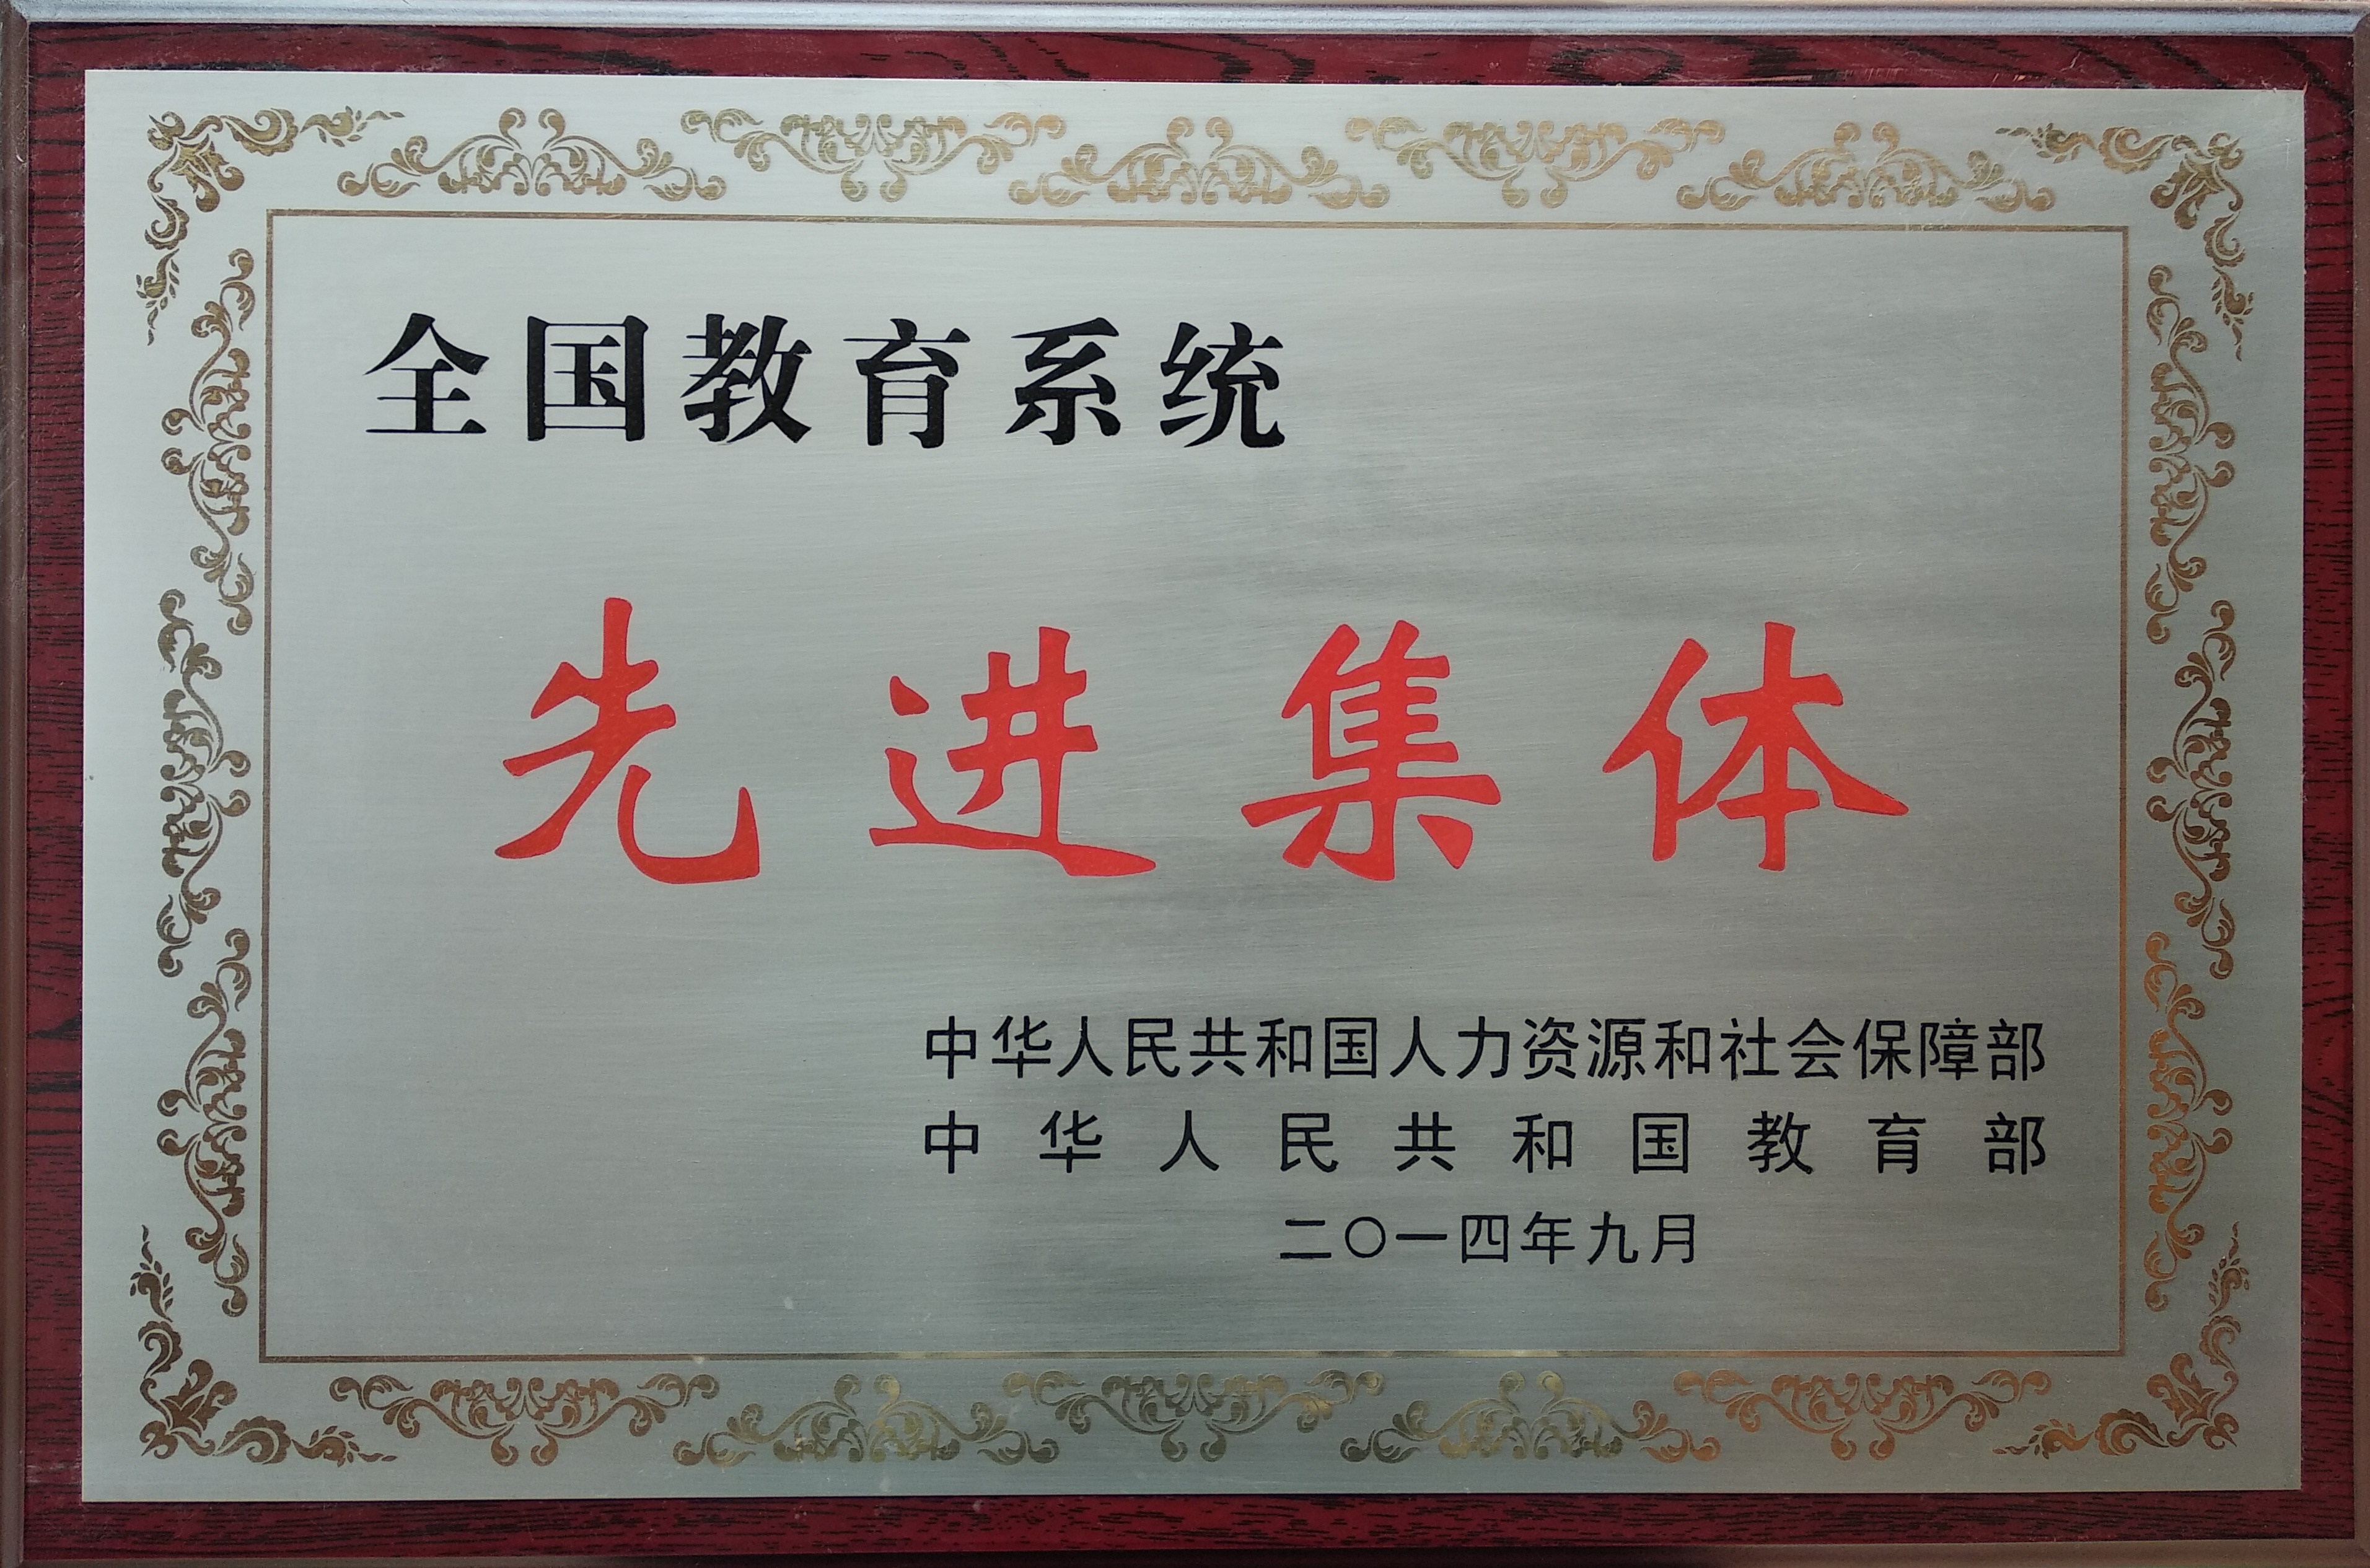 全国教育系统
先进集体
中华人民共和国人力资源和社会保障部
中华人民共和国教育部
二〇一四年九月